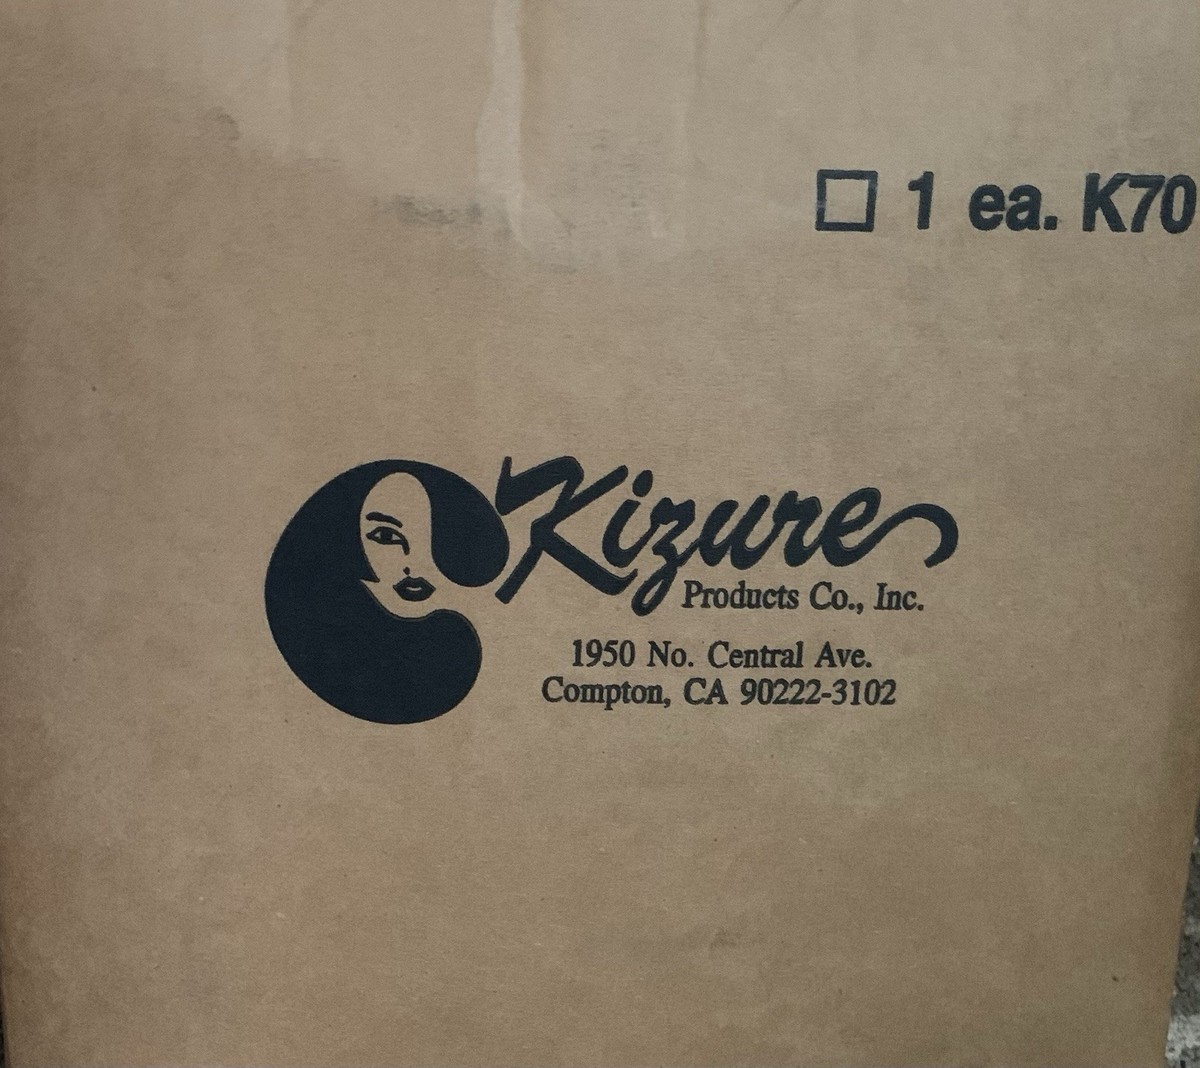 ☐ 1 ea. K70
Kizure
Products Co., Inc.
1950 No. Central Ave.
Compton, CA 90222-3102